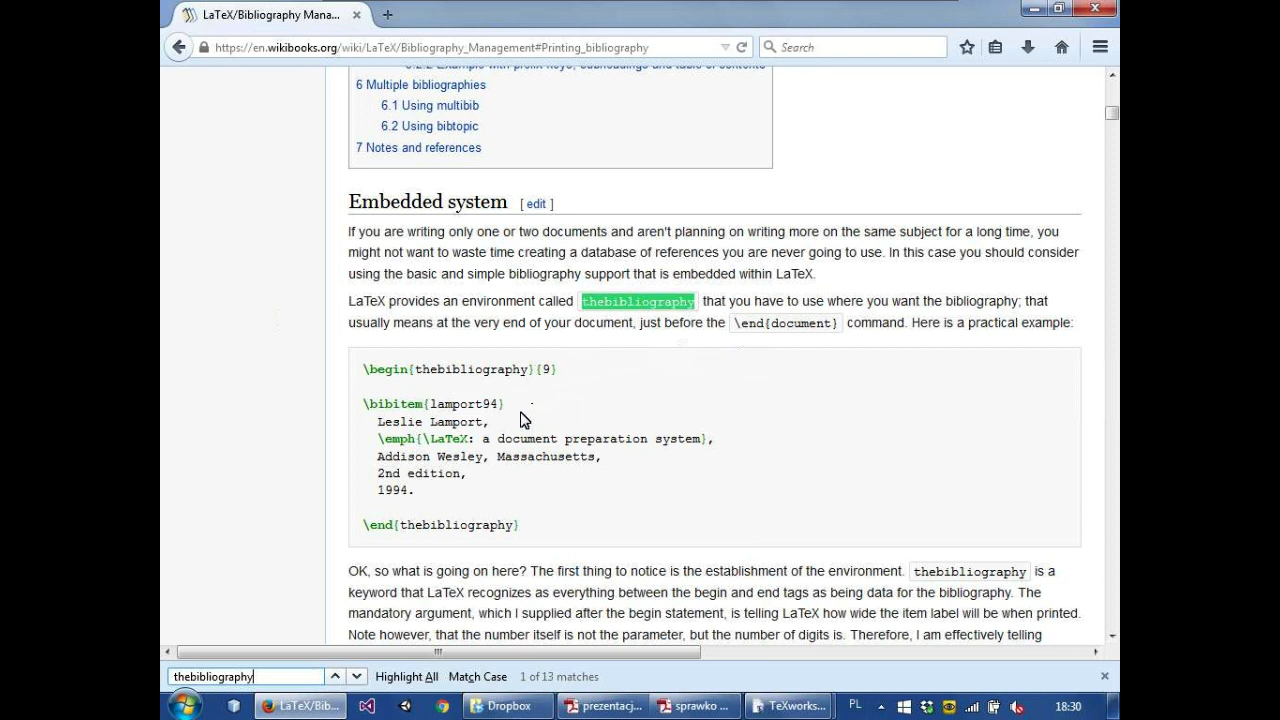 LaTeX/Bibliography Mana...
https://en.wikibooks.org/wiki/LaTeX/Bibliography_Management#Printing_bibliography
Search
5.2.2 Example with prefix keys, subheadings and table of contents
6 Multiple bibliographies
6.1 Using multibib
6.2 Using bibtopic
7 Notes and references
Embedded system [ edit ]
If you are writing only one or two documents and aren't planning on writing more on the same subject for a long time, you
might not want to waste time creating a database of references you are never going to use. In this case you should consider
using the basic and simple bibliography support that is embedded within LaTeX.
LaTeX provides an environment called thebibliography that you have to use where you want the bibliography; that
usually means at the very end of your document, just before the \end{document} command. Here is a practical example:
\begin{thebibliography}{9}
\bibitem{lamport94}
Leslie Lamport,
\emph{\LaTeX: a document preparation system},
Addison Wesley, Massachusetts,
2nd edition,
1994.
\end{thebibliography}
OK, so what is going on here? The first thing to notice is the establishment of the environment. thebibliography is a
keyword that LaTeX recognizes as everything between the begin and end tags as being data for the bibliography. The
mandatory argument, which I supplied after the begin statement, is telling LaTeX how wide the item label will be when printed.
Note however, that the number itself is not the parameter, but the number of digits is. Therefore, I am effectively telling
thebibliography
Highlight All
Match Case
1 of 13 matches
LaTeX/Bib...
Dropbox
prezentacj...
sprawko ...
TeXworks...
PL
18:30